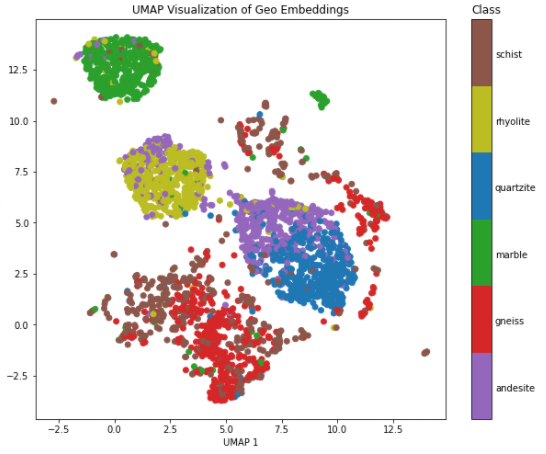 UMAP Visualization of Geo Embeddings
Class
schist
rhyolite
quartzite
marble
gneiss
andesite
12.5
10.0
7.5
5.0
2.5
0.0
−2.5
−2.5
0.0
2.5
5.0
7.5
10.0
12.5
UMAP 1